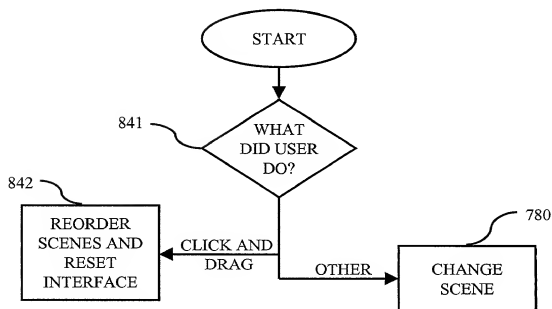 START
841
WHAT
DID USER
DO?
842
REORDER
SCENES AND
RESET
INTERFACE
CLICK AND
DRAG
OTHER
780
CHANGE
SCENE